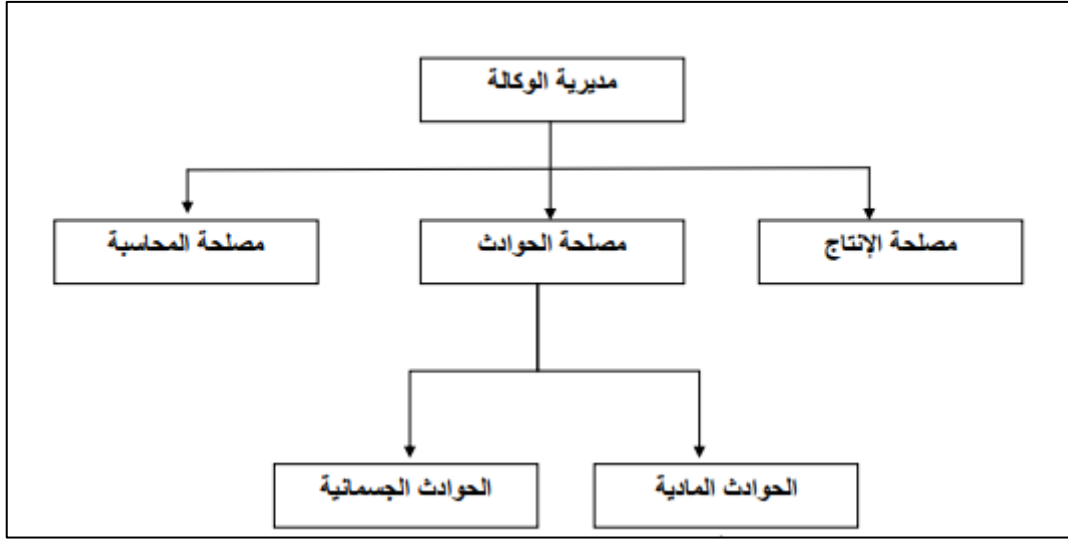 مديرية الوكالة
مصلحة الإنتاج
مصلحة الحوادث
مصلحة المحاسبة
الحوادث المادية
الحوادث الجسمانية